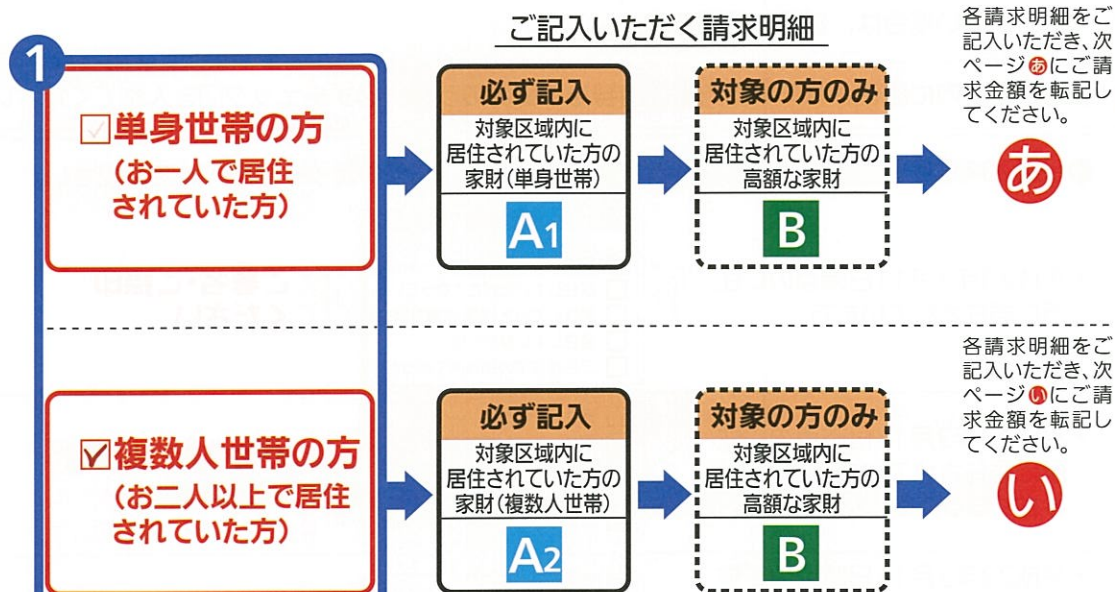 ご記入いただく請求明細
1
単身世帯の方
(お一人で居住
されていた方)
必ず記入
対象区域内に
居住されていた方の
家財(単身世帯)
A1
対象の方のみ
対象区域内に
居住されていた方の
高額な家財
B
各請求明細をご
記入いただき、次
ページあにご請
求金額を転記し
てください。
あ
複数人世帯の方
(お二人以上で居住
されていた方)
必ず記入
対象区域内に
居住されていた方の
家財(複数人世帯)
A2
対象の方のみ
対象区域内に
居住されていた方の
高額な家財
B
各請求明細をご
記入いただき、次
ページいにご請
求金額を転記し
てください。
い